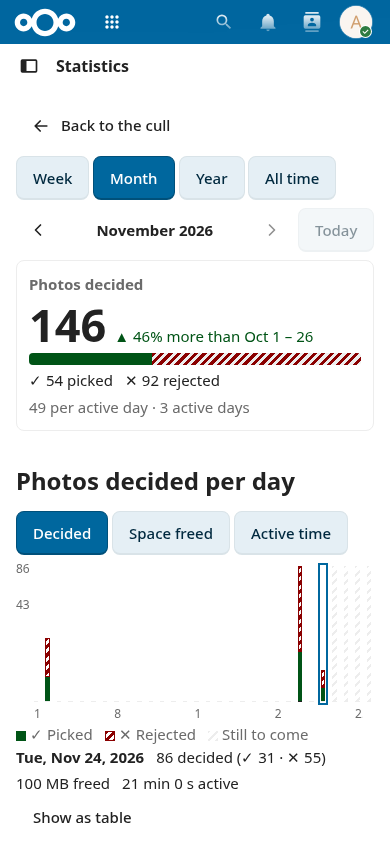 A
Statistics
Back to the cull
Week Month Year All time
November 2026 Today
Photos decided
146 ▲ 46% more than Oct 1 – 26
✓ 54 picked ✕ 92 rejected
49 per active day · 3 active days
Photos decided per day
Decided Space freed Active time
86
43
1 8 1 2 2
✓ Picked ✕ Rejected Still to come
Tue, Nov 24, 2026 86 decided (✓ 31 · ✕ 55)
100 MB freed 21 min 0 s active
Show as table